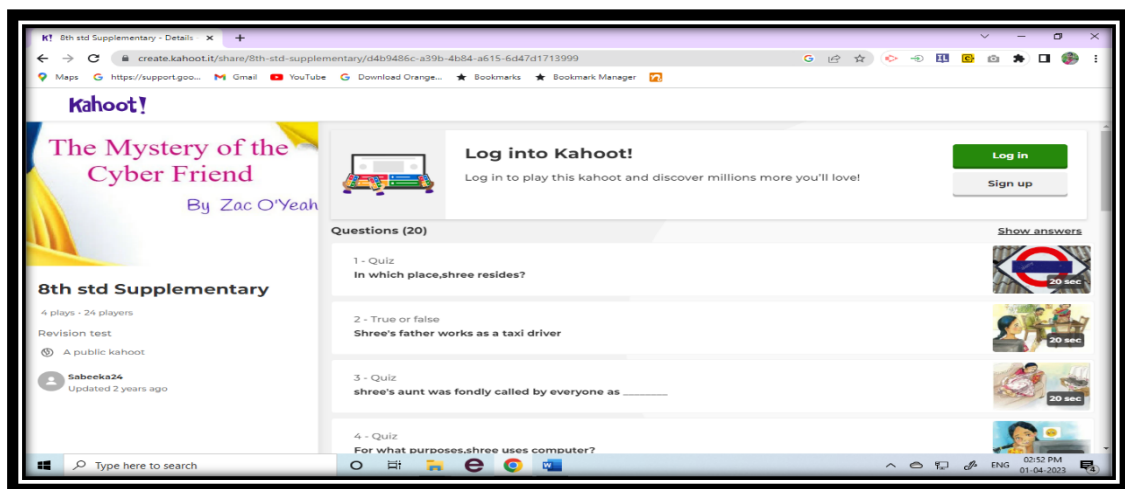 K! 8th std Supplementary - Details
create.kahoot.it/share/8th-std-supplementary/d4b9486c-a39b-4b84-a615-6d47d1713999
Maps https://support.goo... Gmail YouTube Download Orange... Bookmarks Bookmark Manager
Kahoot!
The Mystery of the
Cyber Friend
By Zac O'Yeah
8th std Supplementary
4 plays · 24 players
Revision test
A public kahoot
Sabeeka24
Updated 2 years ago
Log into Kahoot!
Log in to play this kahoot and discover millions more you'll love!
Log in
Sign up
Questions (20)
Show answers
1 - Quiz
In which place,shree resides?
20 sec
2 - True or false
Shree's father works as a taxi driver
20 sec
3 - Quiz
shree's aunt was fondly called by everyone as ________
20 sec
4 - Quiz
For what purposes,shree uses computer?
Type here to search
ENG
02:52 PM
01-04-2023